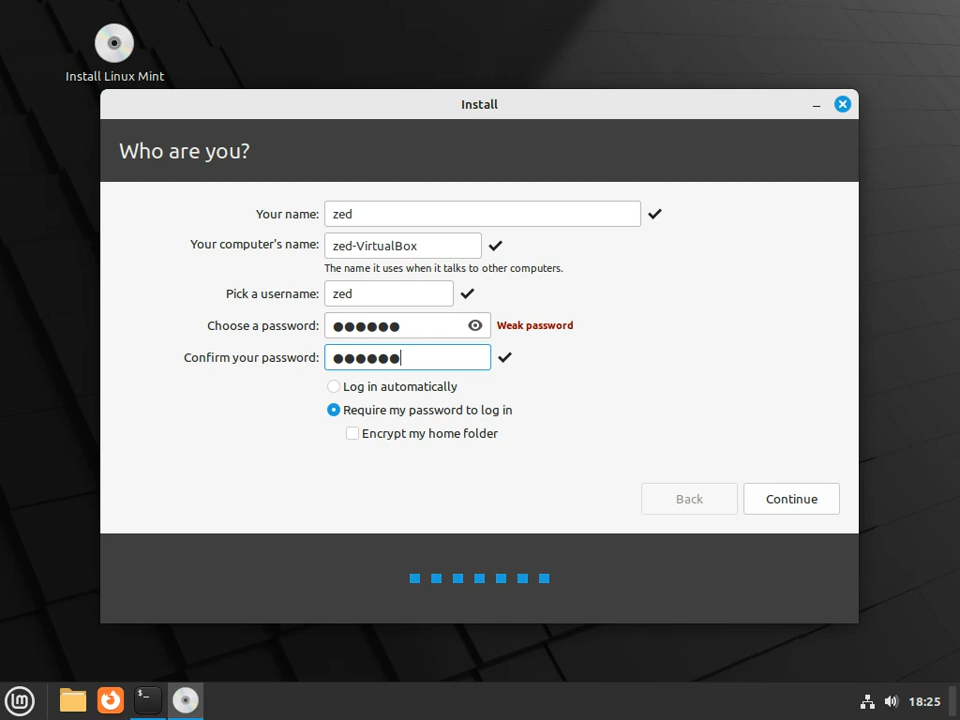 Install Linux Mint
Install
Who are you?
Your name: zed
Your computer's name: zed-VirtualBox
The name it uses when it talks to other computers.
Pick a username: zed
Choose a password: ●●●●●● Weak password
Confirm your password: ●●●●●●
Log in automatically
Require my password to log in
Encrypt my home folder
Back Continue
18:25